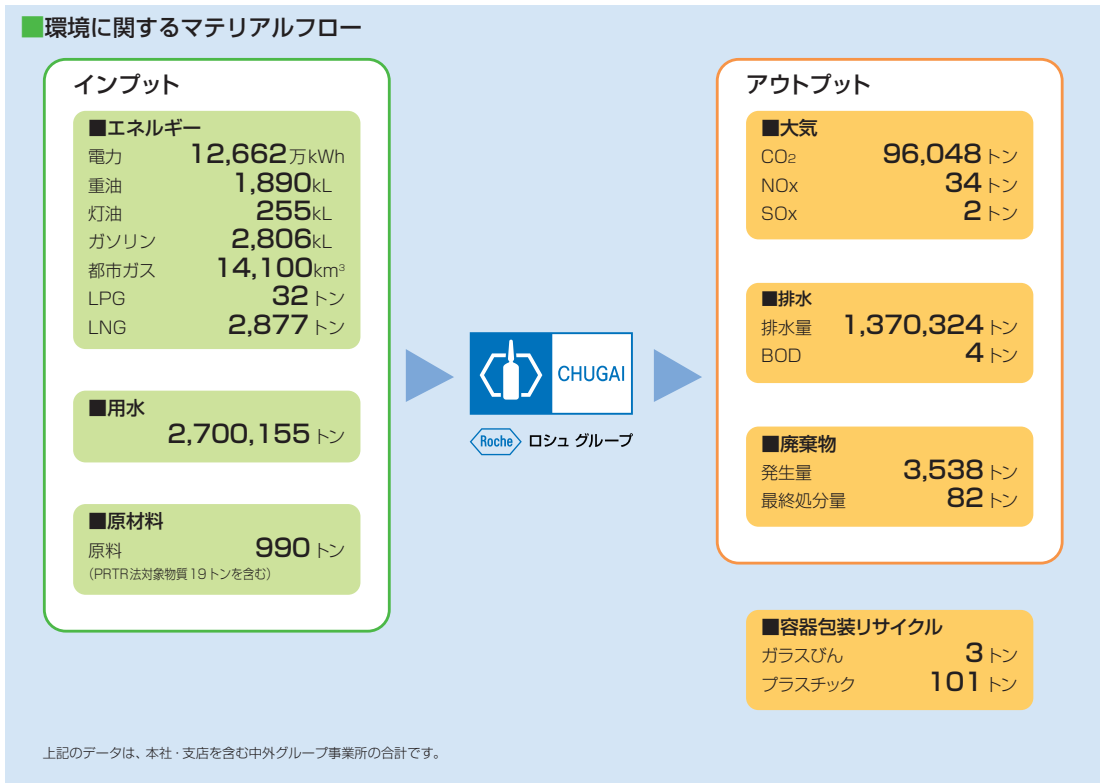 ■環境に関するマテリアルフロー
インプット
■エネルギー
電力 12,662万kWh
重油 1,890kL
灯油 255kL
ガソリン 2,806kL
都市ガス 14,100km³
LPG 32トン
LNG 2,877トン
■用水
2,700,155トン
■原材料
原料 990トン
(PRTR法対象物質19トンを含む)
CHUGAI
Roche ロシュ グループ
アウトプット
■大気
CO₂ 96,048トン
NOx 34トン
SOx 2トン
■排水
排水量 1,370,324トン
BOD 4トン
■廃棄物
発生量 3,538トン
最終処分量 82トン
■容器包装リサイクル
ガラスびん 3トン
プラスチック 101トン
上記のデータは、本社・支店を含む中外グループ事業所の合計です。